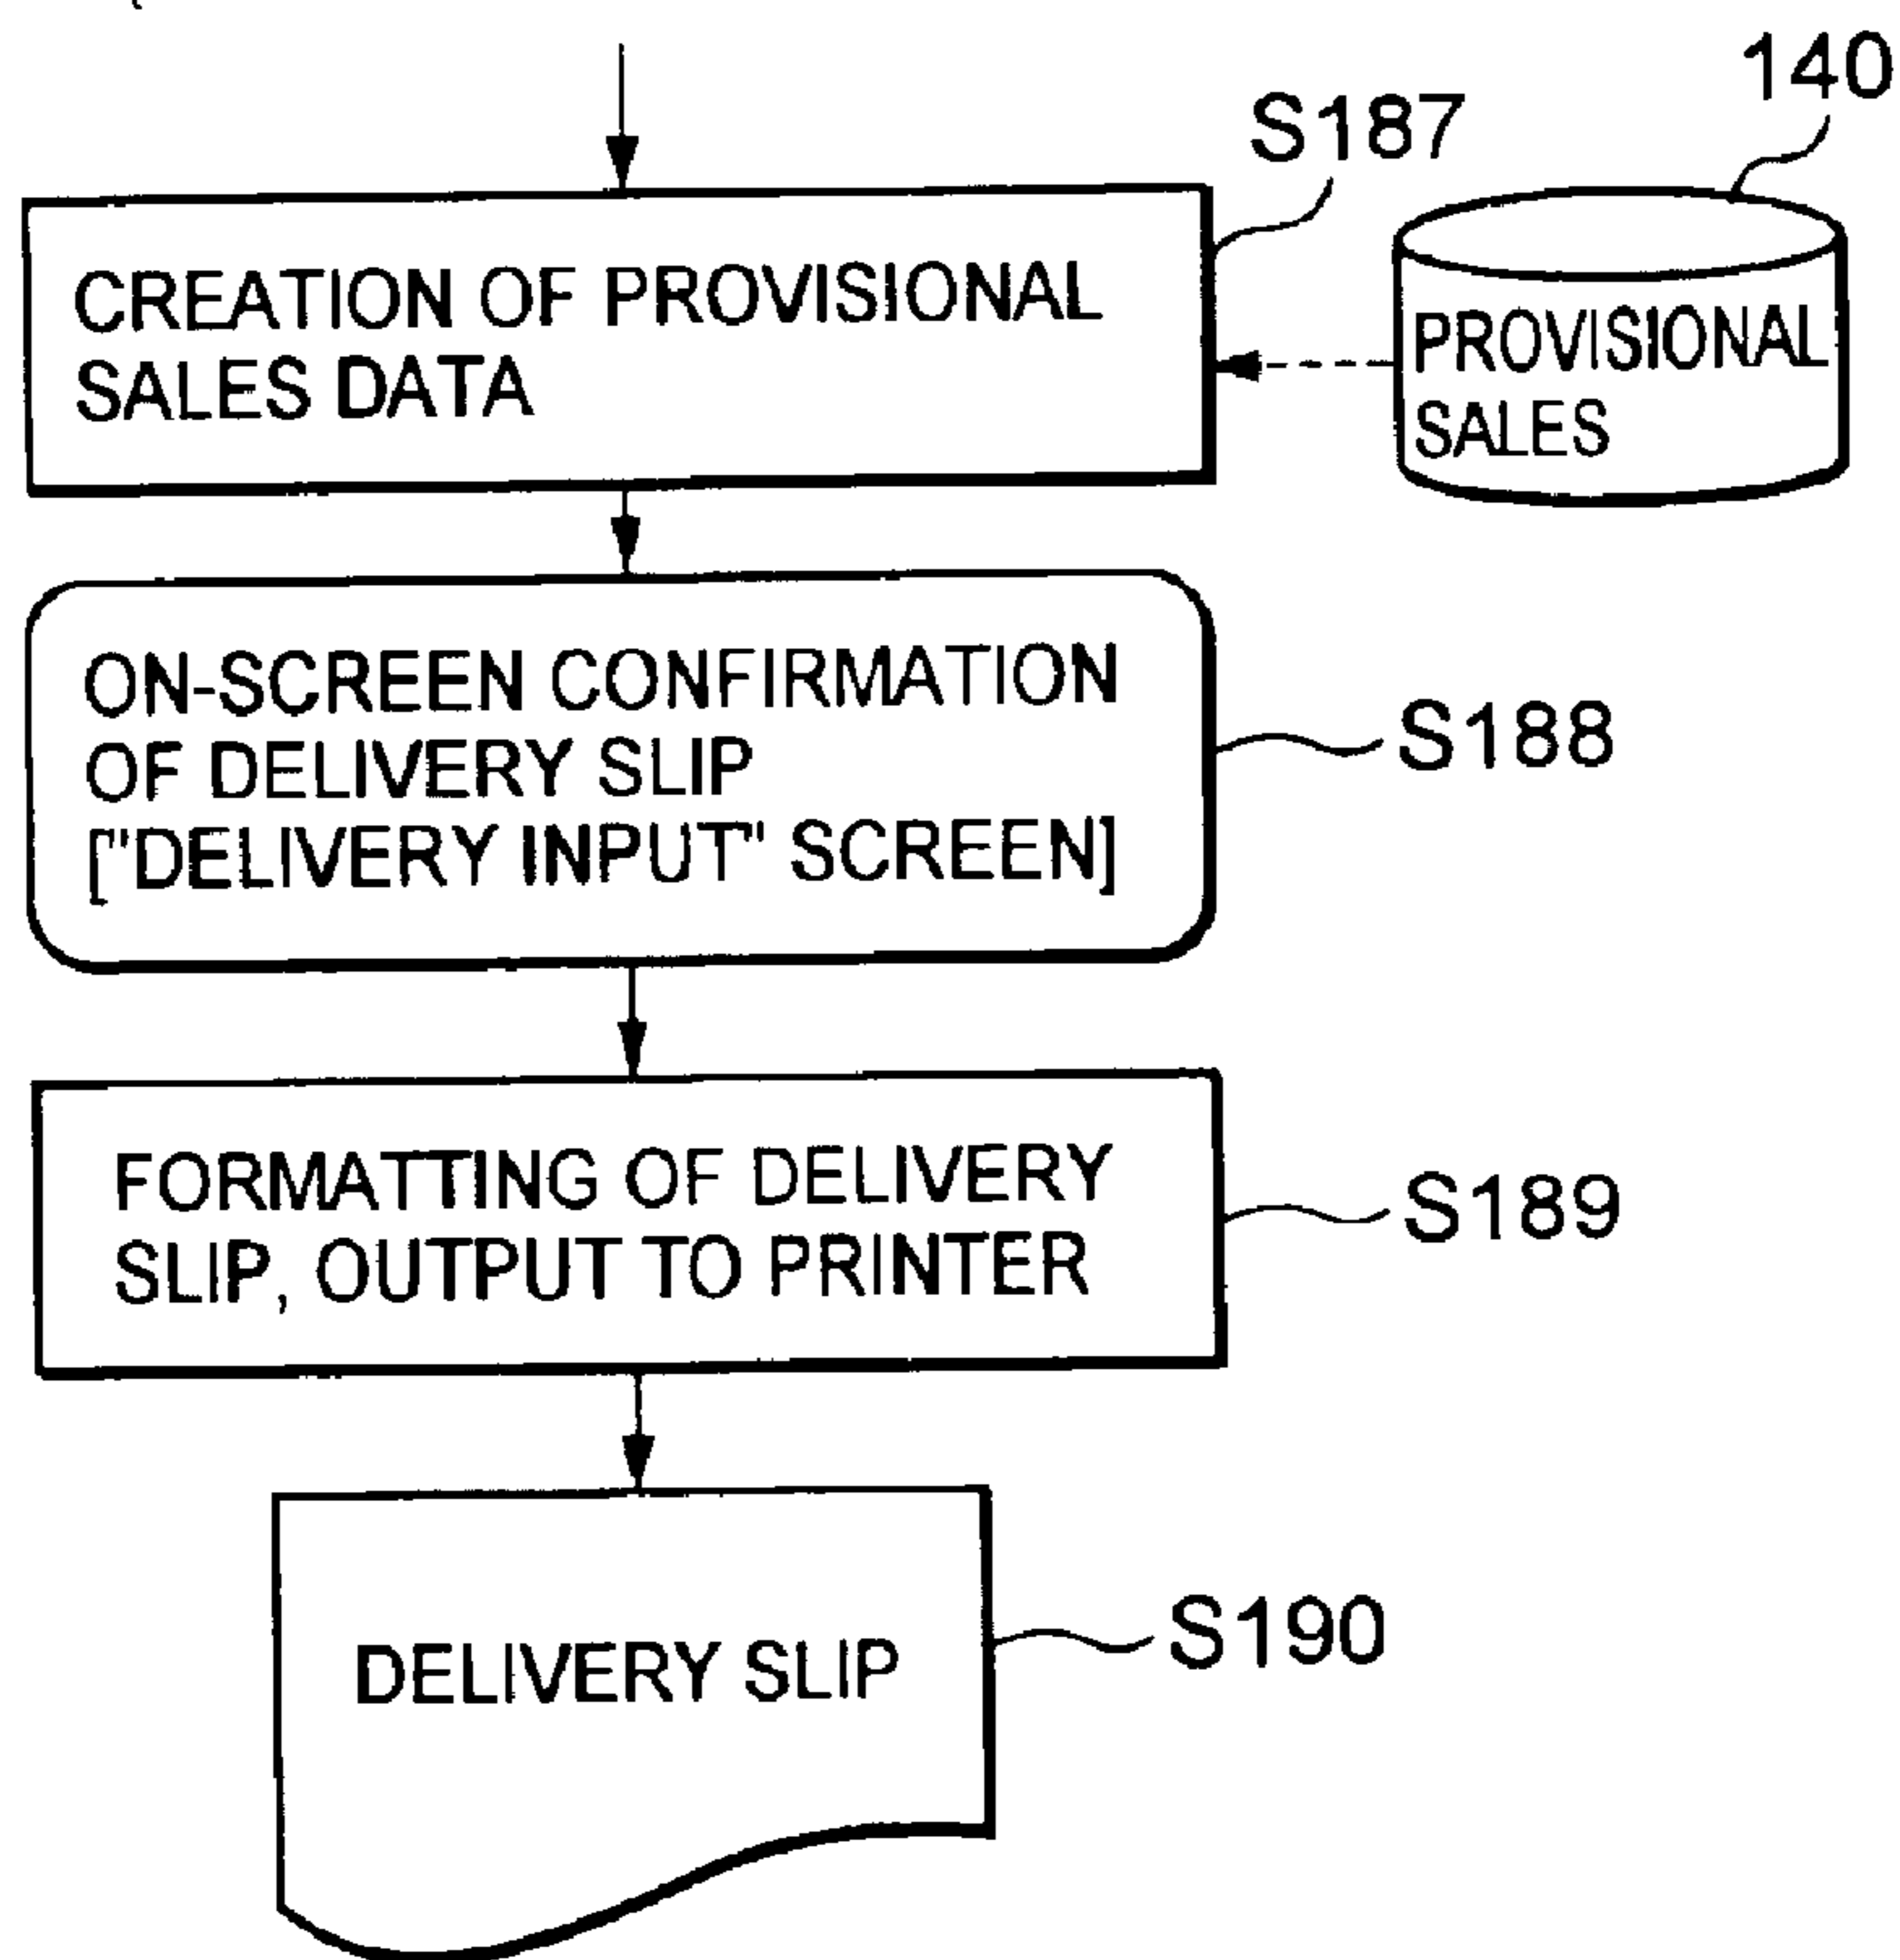 140
S187
CREATION OF PROVISIONAL
SALES DATA
PROVISIONAL
SALES
ON-SCREEN CONFIRMATION
OF DELIVERY SLIP
["DELIVERY INPUT" SCREEN]
S188
FORMATTING OF DELIVERY
SLIP, OUTPUT TO PRINTER
S189
DELIVERY SLIP
S190